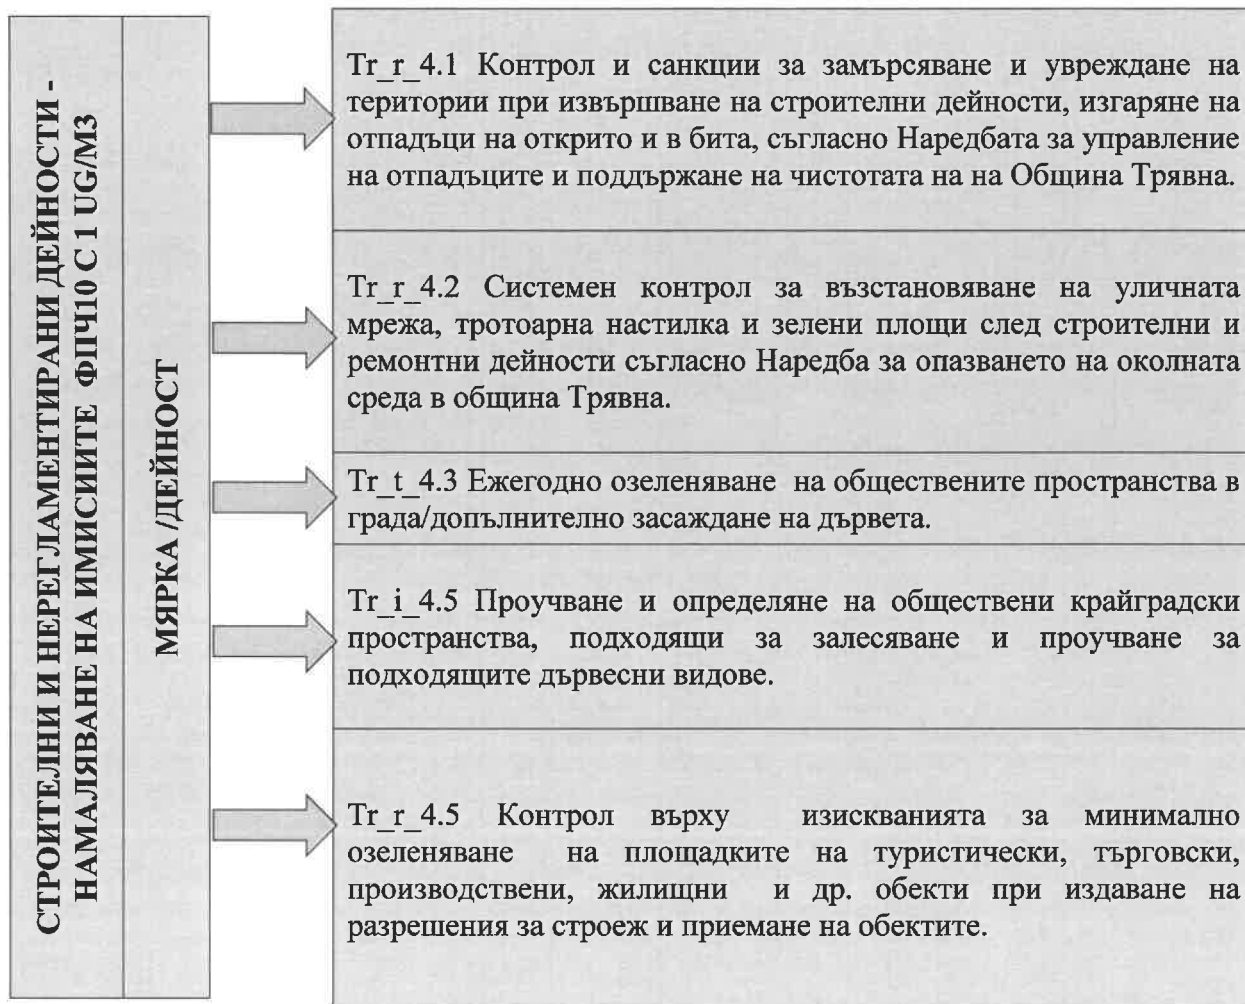 СТРОИТЕЛНИ И НЕРЕГЛАМЕНТИРАНИ ДЕЙНОСТИ -
НАМАЛЯВАНЕ НА ИМИСИИТЕ ФПЧ10 С 1 UG/M3
МЯРКА /ДЕЙНОСТ
Tr_r_4.1 Контрол и санкции за замърсяване и увреждане на
територии при извършване на строителни дейности, изгаряне на
отпадъци на открито и в бита, съгласно Наредбата за управление
на отпадъците и поддържане на чистотата на на Община Трявна.
Tr_r_4.2 Системен контрол за възстановяване на уличната
мрежа, тротоарна настилка и зелени площи след строителни и
ремонтни дейности съгласно Наредба за опазването на околната
среда в община Трявна.
Tr_t_4.3 Ежегодно озеленяване на обществените пространства в
града/допълнително засаждане на дървета.
Tr_i_4.5 Проучване и определяне на обществени крайградски
пространства, подходящи за залесяване и проучване за
подходящите дървесни видове.
Tr_r_4.5 Контрол върху изискванията за минимално
озеленяване на площадките на туристически, търговски,
производствени, жилищни и др. обекти при издаване на
разрешения за строеж и приемане на обектите.